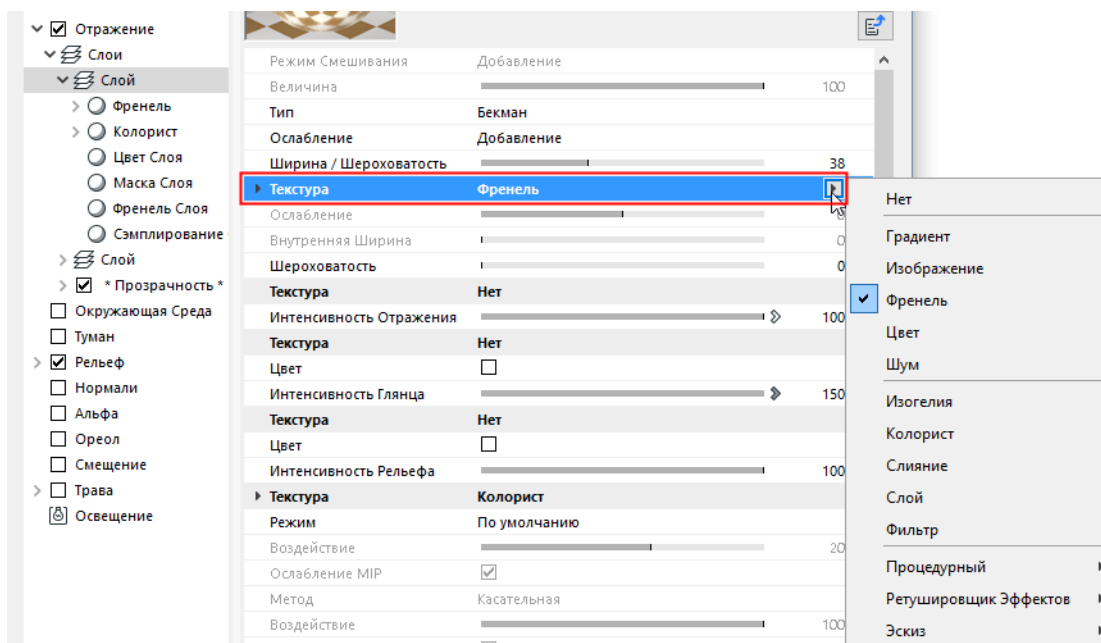 Отражение
Слои
Слой
Френель
Колорист
Цвет Слоя
Маска Слоя
Френель Слоя
Сэмплирование
Слой
* Прозрачность *
Окружающая Среда
Туман
Рельеф
Нормали
Альфа
Ореол
Смещение
Трава
Освещение
Режим Смешивания Добавление
Величина 100
Тип Бекман
Ослабление Добавление
Ширина / Шероховатость 38
Текстура Френель
Ослабление 0
Внутренняя Ширина 0
Шероховатость 0
Текстура Нет
Интенсивность Отражения 100
Текстура Нет
Цвет
Интенсивность Глянца 150
Текстура Нет
Цвет
Интенсивность Рельефа 100
Текстура Колорист
Режим По умолчанию
Воздействие 20
Ослабление MIP
Метод Касательная
Воздействие 100
Нет
Градиент
Изображение
Френель
Цвет
Шум
Изогелия
Колорист
Слияние
Слой
Фильтр
Процедурный
Ретушировщик Эффектов
Эскиз